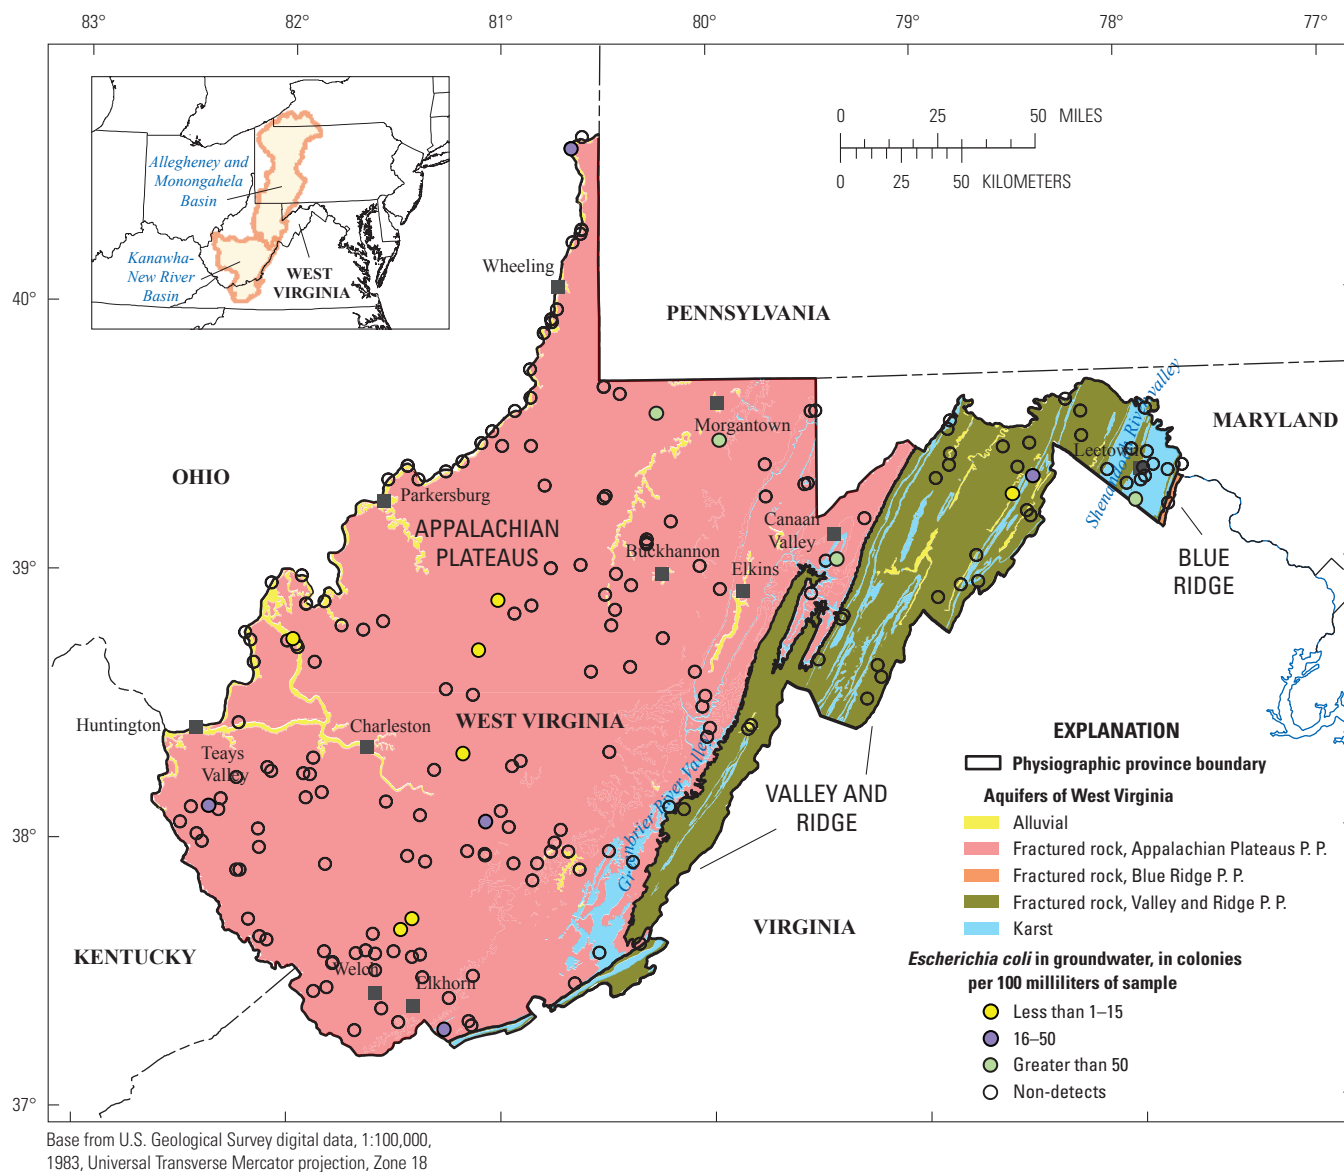 83°
82°
81°
80°
79°
78°
77°
0 25 50 MILES
0 25 50 KILOMETERS
Allegheney and
Monongahela
Basin
Kanawha-
New River
Basin
WEST
VIRGINIA
Wheeling
40°
PENNSYLVANIA
MARYLAND
Morgantown
Leetown
Shenandoah River valley
OHIO
Parkersburg
APPALACHIAN
PLATEAUS
Canaan
Valley
Buckhannon
Elkins
BLUE
RIDGE
39°
Huntington
Charleston
WEST VIRGINIA
Teays
Valley
Greenbrier River Valley
VALLEY AND
RIDGE
38°
VIRGINIA
KENTUCKY
Welch
Elkhorn
37°
EXPLANATION
Physiographic province boundary
Aquifers of West Virginia
Alluvial
Fractured rock, Appalachian Plateaus P. P.
Fractured rock, Blue Ridge P. P.
Fractured rock, Valley and Ridge P. P.
Karst
Escherichia coli in groundwater, in colonies
per 100 milliliters of sample
Less than 1–15
16–50
Greater than 50
Non-detects
Base from U.S. Geological Survey digital data, 1:100,000,
1983, Universal Transverse Mercator projection, Zone 18